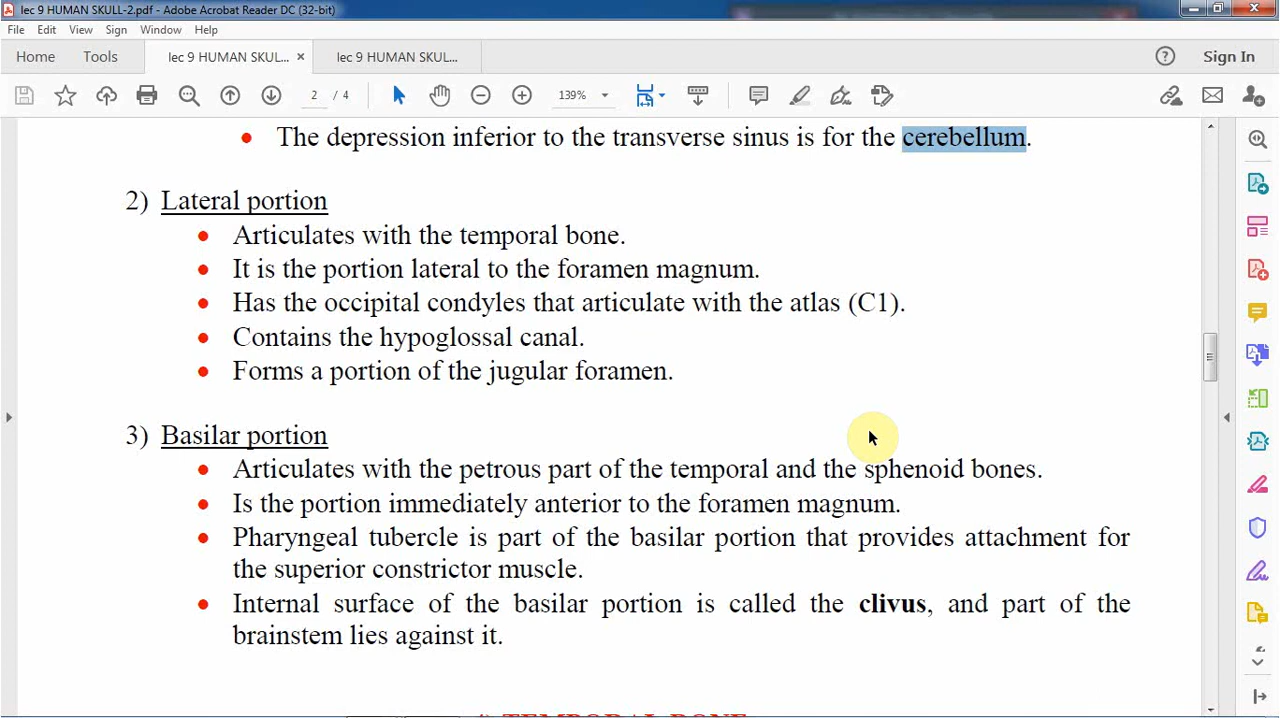 lec 9 HUMAN SKULL-2.pdf - Adobe Acrobat Reader DC (32-bit)
File Edit View Sign Window Help
Home Tools lec 9 HUMAN SKUL... × lec 9 HUMAN SKUL... Sign In
2 / 4 139%
• The depression inferior to the transverse sinus is for the cerebellum.
2) Lateral portion
• Articulates with the temporal bone.
• It is the portion lateral to the foramen magnum.
• Has the occipital condyles that articulate with the atlas (C1).
• Contains the hypoglossal canal.
• Forms a portion of the jugular foramen.
3) Basilar portion
• Articulates with the petrous part of the temporal and the sphenoid bones.
• Is the portion immediately anterior to the foramen magnum.
• Pharyngeal tubercle is part of the basilar portion that provides attachment for
the superior constrictor muscle.
• Internal surface of the basilar portion is called the clivus, and part of the
brainstem lies against it.
TEMPORAL BONE